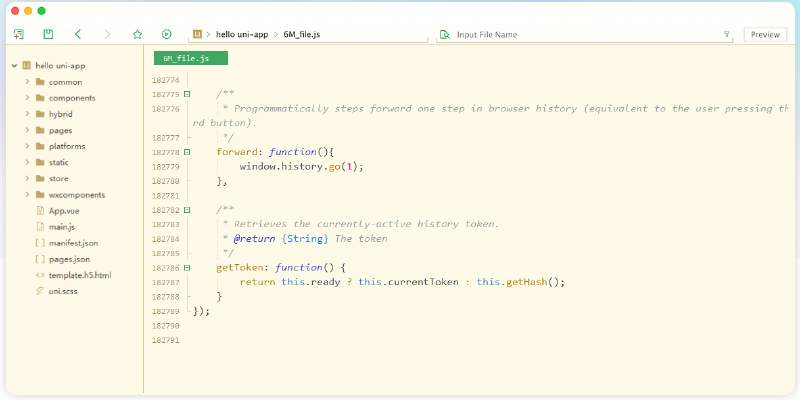 hello uni-app > 6M_file.js
Input File Name
Preview
hello uni-app
common
components
hybrid
pages
platforms
static
store
wxcomponents
App.vue
main.js
manifest.json
pages.json
template.h5.html
uni.scss
6M_file.js
182774
182775 /**
182776 * Programmatically steps forward one step in browser history (equivalent to the user pressing th
rd button).
182777 */
182778 forward: function(){
182779 window.history.go(1);
182780 },
182781
182782 /**
182783 * Retrieves the currently-active history token.
182784 * @return {String} The token
182785 */
182786 getToken: function() {
182787 return this.ready ? this.currentToken : this.getHash();
182788 }
182789 });
182790
182791